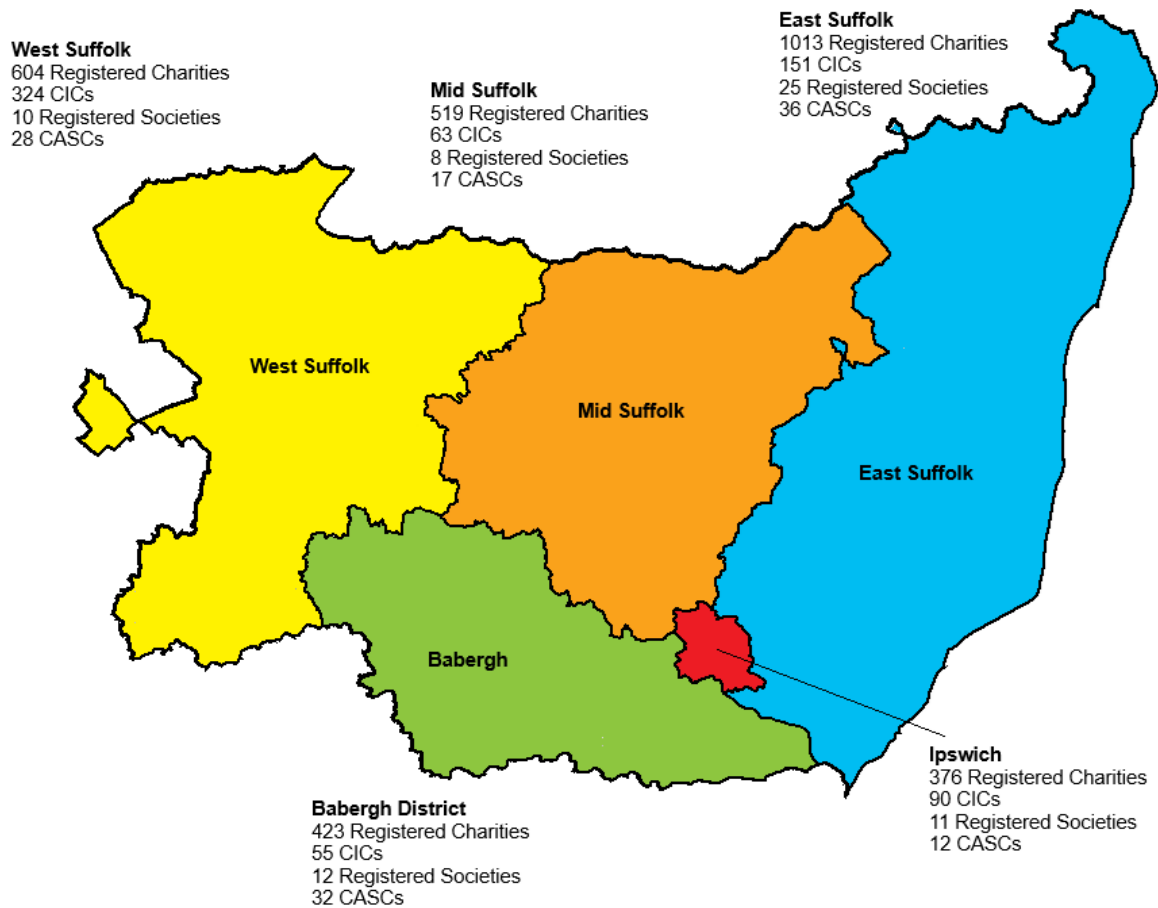 West Suffolk
604 Registered Charities
324 CICs
10 Registered Societies
28 CASCs
Mid Suffolk
519 Registered Charities
63 CICs
8 Registered Societies
17 CASCs
East Suffolk
1013 Registered Charities
151 CICs
25 Registered Societies
36 CASCs
West Suffolk
Mid Suffolk
East Suffolk
Babergh
Babergh District
423 Registered Charities
55 CICs
12 Registered Societies
32 CASCs
Ipswich
376 Registered Charities
90 CICs
11 Registered Societies
12 CASCs